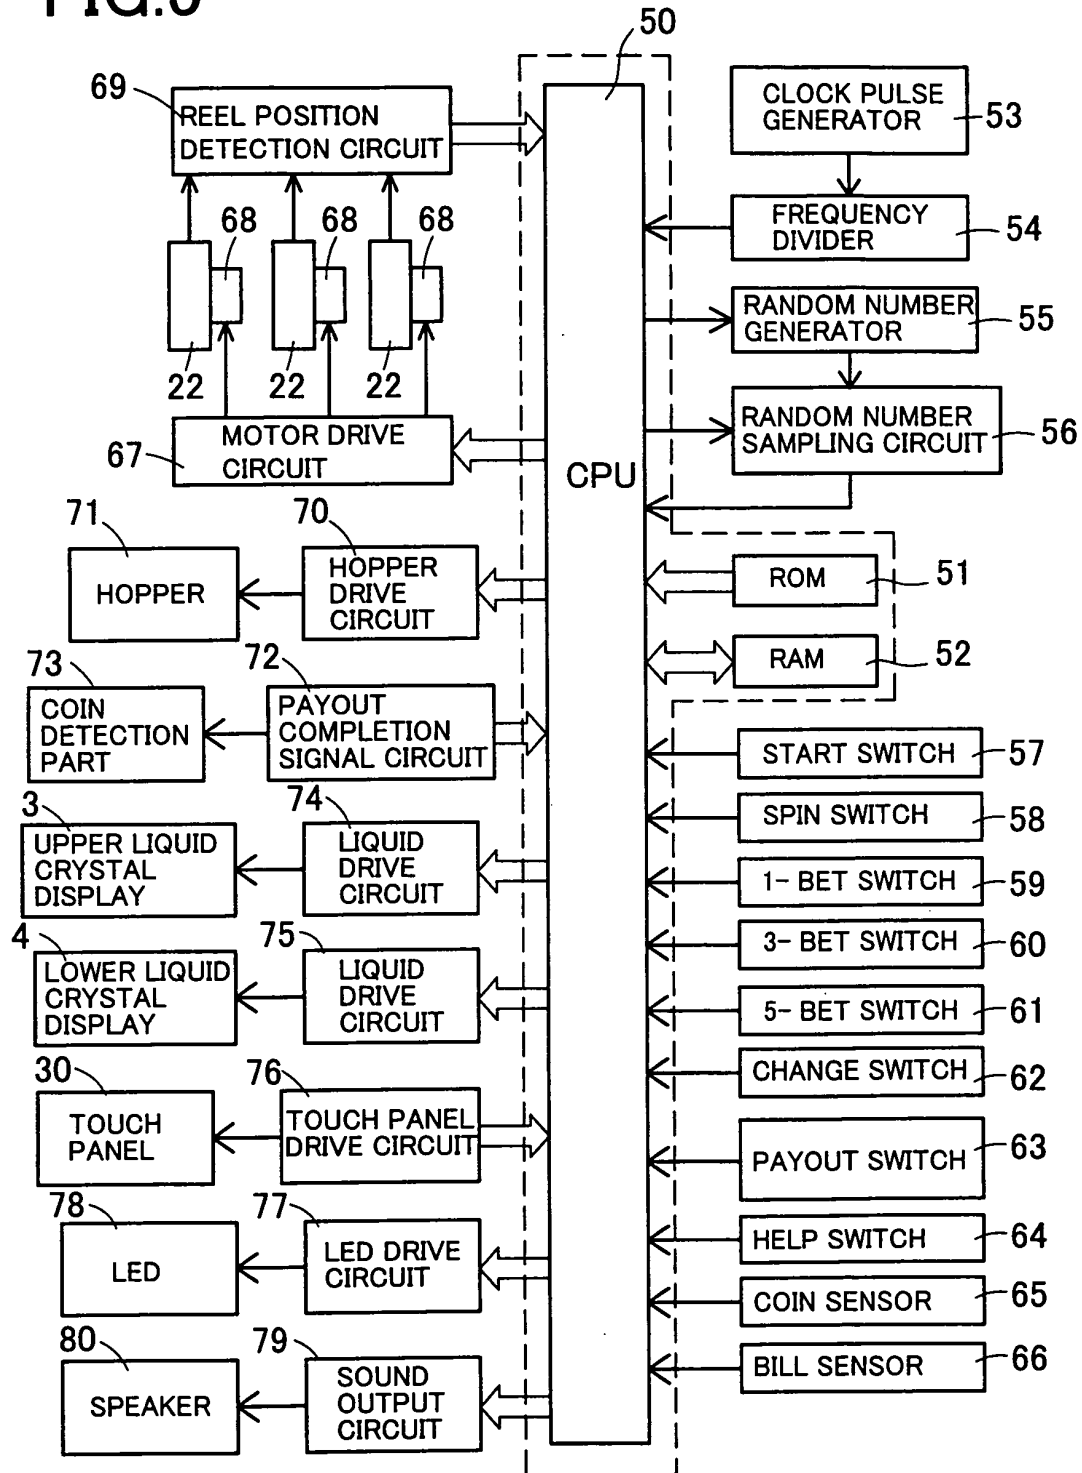 50
69
REEL POSITION
DETECTION CIRCUIT
CLOCK PULSE
GENERATOR
53
68
68
68
FREQUENCY
DIVIDER
54
RANDOM NUMBER
GENERATOR
55
22
22
22
MOTOR DRIVE
CIRCUIT
67
RANDOM NUMBER
SAMPLING CIRCUIT
56
CPU
71
HOPPER
70
HOPPER
DRIVE
CIRCUIT
ROM
51
RAM
52
73
COIN
DETECTION
PART
72
PAYOUT
COMPLETION
SIGNAL CIRCUIT
START SWITCH
57
3
UPPER LIQUID
CRYSTAL
DISPLAY
74
LIQUID
DRIVE
CIRCUIT
SPIN SWITCH
58
1- BET SWITCH
59
4
LOWER LIQUID
CRYSTAL
DISPLAY
75
LIQUID
DRIVE
CIRCUIT
3- BET SWITCH
60
5- BET SWITCH
61
30
TOUCH
PANEL
76
TOUCH PANEL
DRIVE CIRCUIT
CHANGE SWITCH
62
PAYOUT SWITCH
63
78
LED
77
LED DRIVE
CIRCUIT
HELP SWITCH
64
COIN SENSOR
65
80
SPEAKER
79
SOUND
OUTPUT
CIRCUIT
BILL SENSOR
66